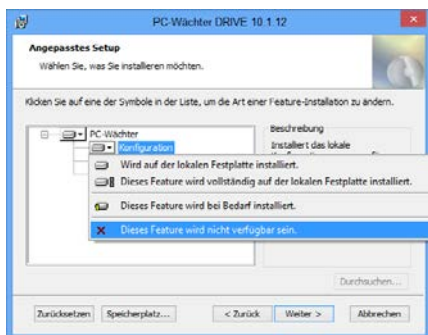 PC-Wächter DRIVE 10.1.12
Angepasstes Setup
Wählen Sie, was Sie installieren möchten.
Klicken Sie auf eine der Symbole in der Liste, um die Art einer Feature-Installation zu ändern.
PC-Wächter
Konfiguration
Beschreibung
Installiert das lokale
Wird auf der lokalen Festplatte installiert.
Dieses Feature wird vollständig auf der lokalen Festplatte installiert.
Dieses Feature wird bei Bedarf installiert.
Dieses Feature wird nicht verfügbar sein.
Durchsuchen...
Zurücksetzen Speicherplatz... < Zurück Weiter > Abbrechen